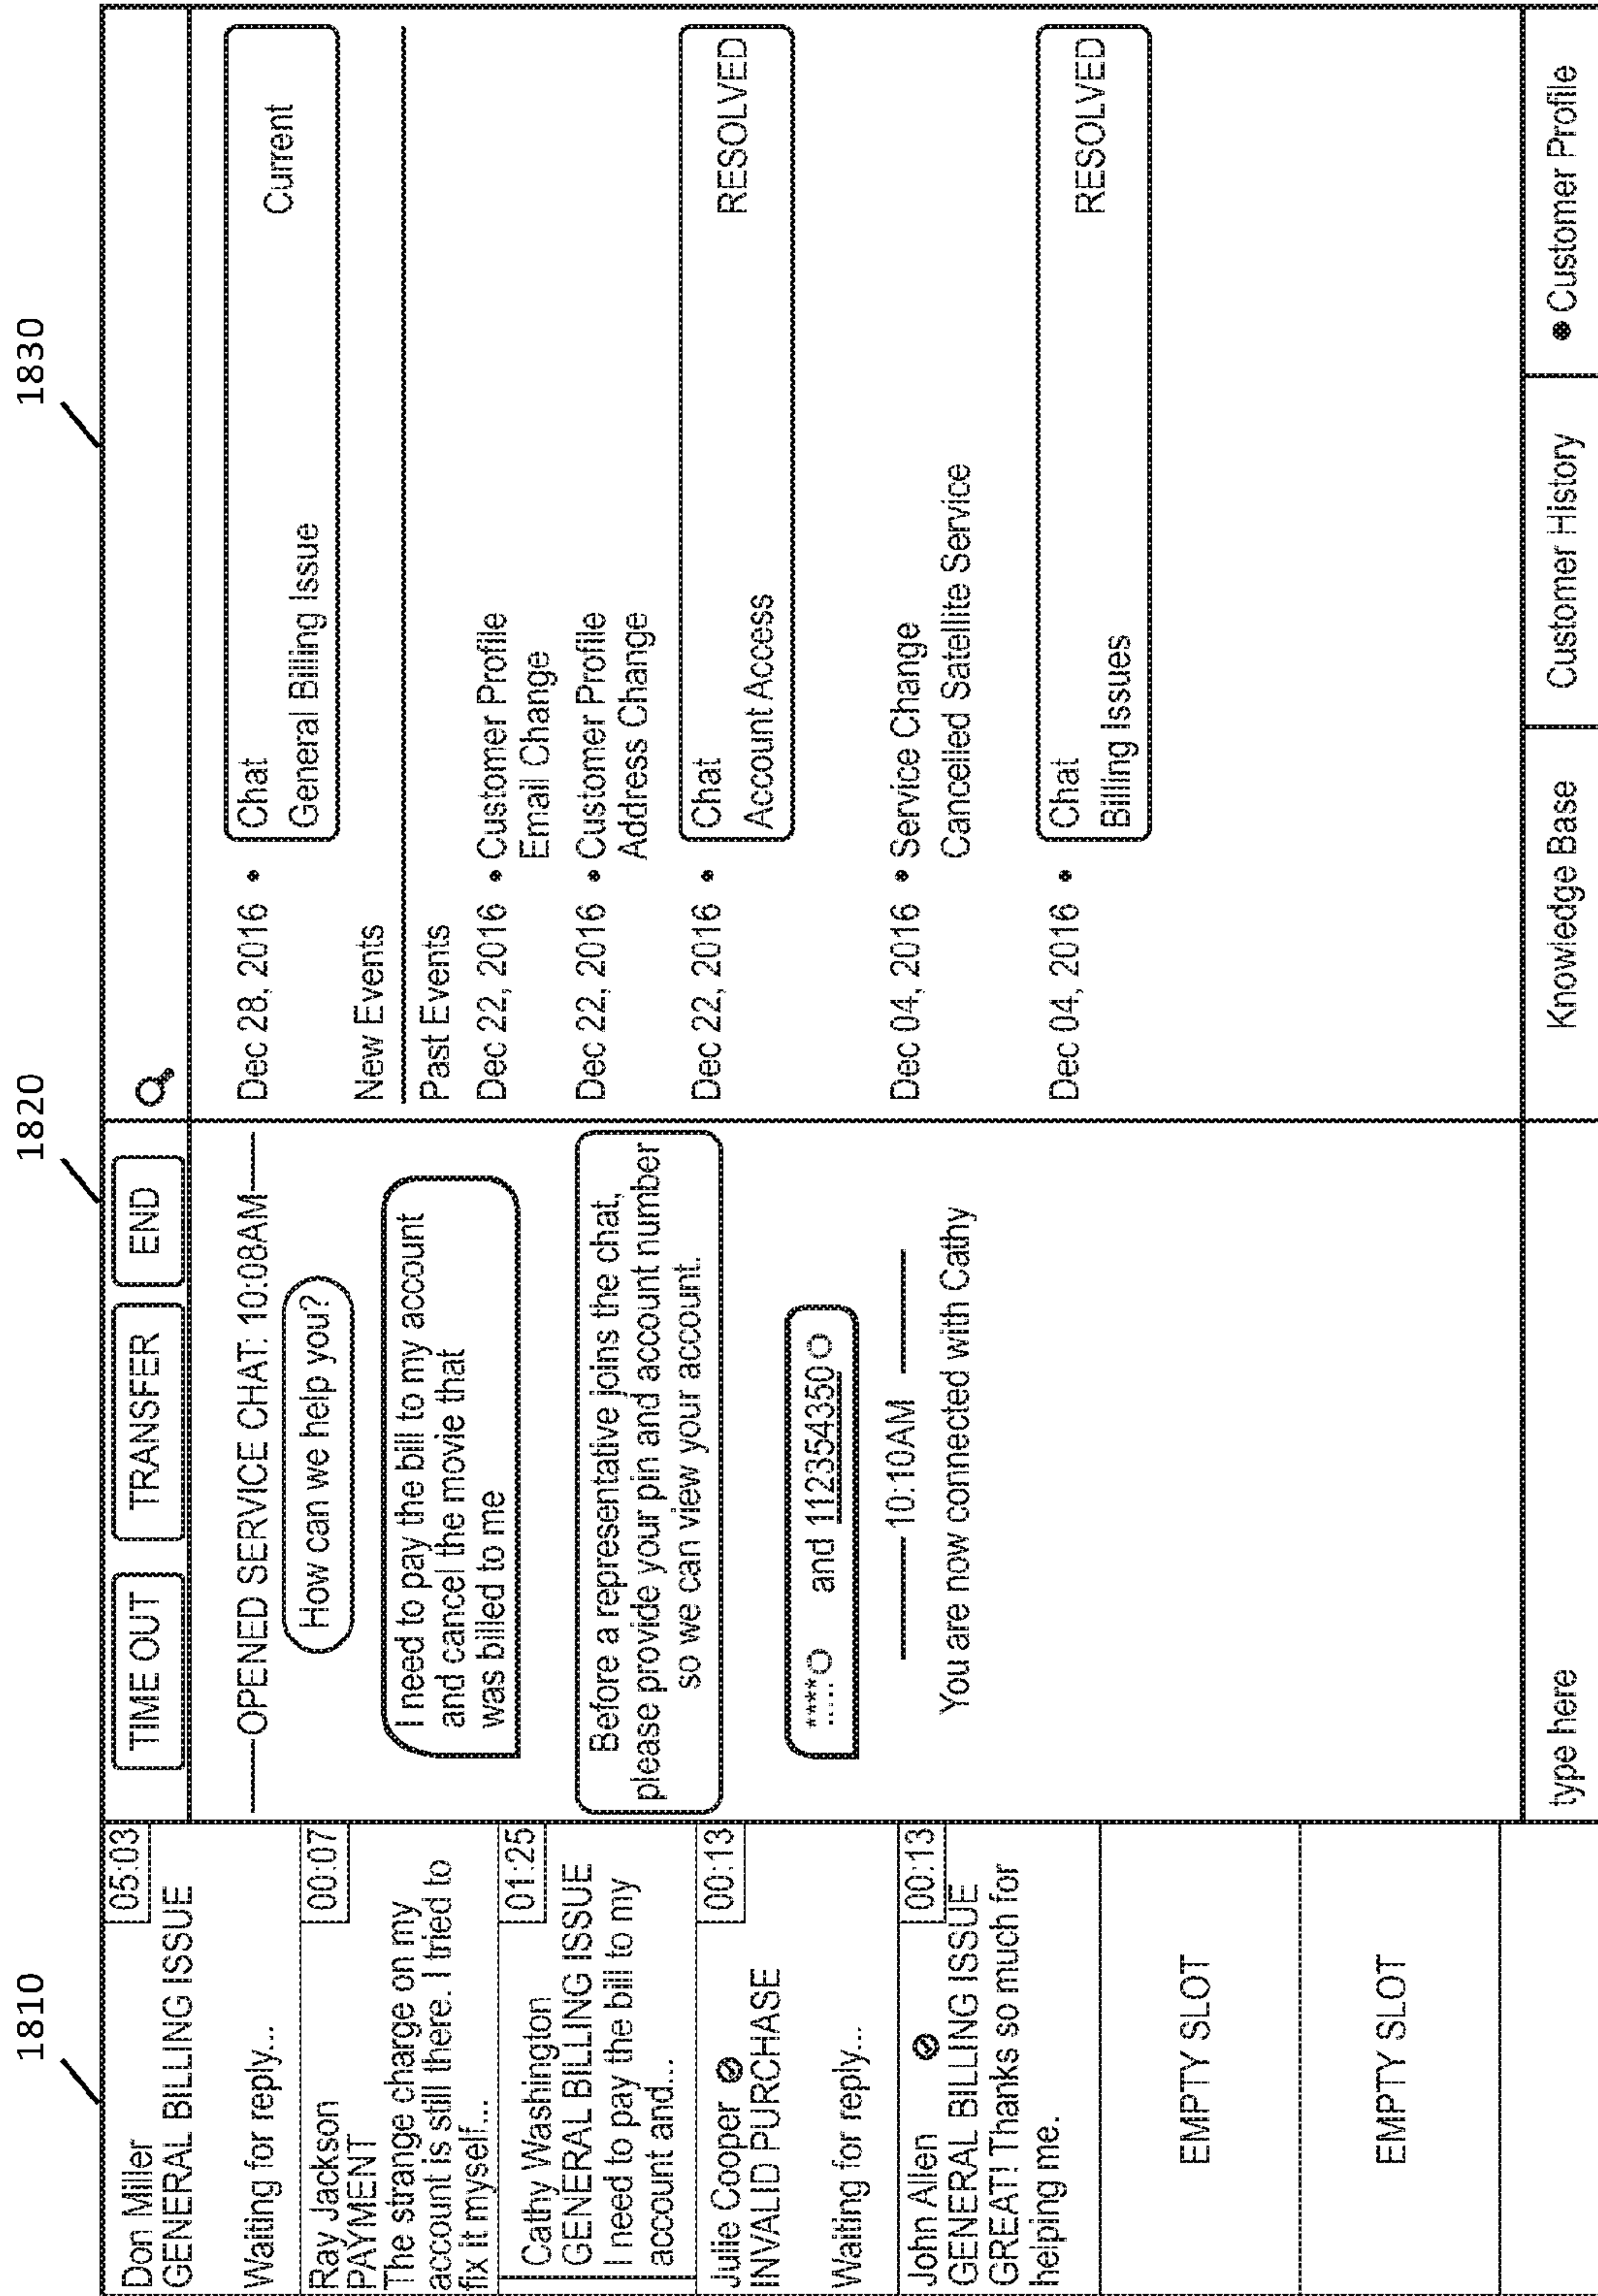 1810
1820
1830
Don Miller
05:03
GENERAL BILLING ISSUE
Waiting for reply...
Ray Jackson
00:07
PAYMENT
The strange charge on my
account is still there. I tried to
fix it myself...
Cathy Washington
01:25
GENERAL BILLING ISSUE
I need to pay the bill to my
account and...
Julie Cooper
00:13
INVALID PURCHASE
Waiting for reply...
John Allen
00:13
GENERAL BILLING ISSUE
GREAT! Thanks so much for
helping me.
EMPTY SLOT
EMPTY SLOT
TIME OUT
TRANSFER
END
OPENED SERVICE CHAT: 10:08AM
How can we help you?
I need to pay the bill to my account
and cancel the movie that
was billed to me
Before a representative joins the chat,
please provide your pin and account number
so we can view your account.
**** and 112354350
10:10AM
You are now connected with Cathy
type here
Dec 28, 2016 • Chat
General Billing Issue
Current
New Events
Past Events
Dec 22, 2016 • Customer Profile
Email Change
Dec 22, 2016 • Customer Profile
Address Change
Dec 22, 2016 • Chat
Account Access
RESOLVED
Dec 04, 2016 • Service Change
Cancelled Satellite Service
Dec 04, 2016 • Chat
Billing Issues
RESOLVED
Knowledge Base
Customer History
• Customer Profile